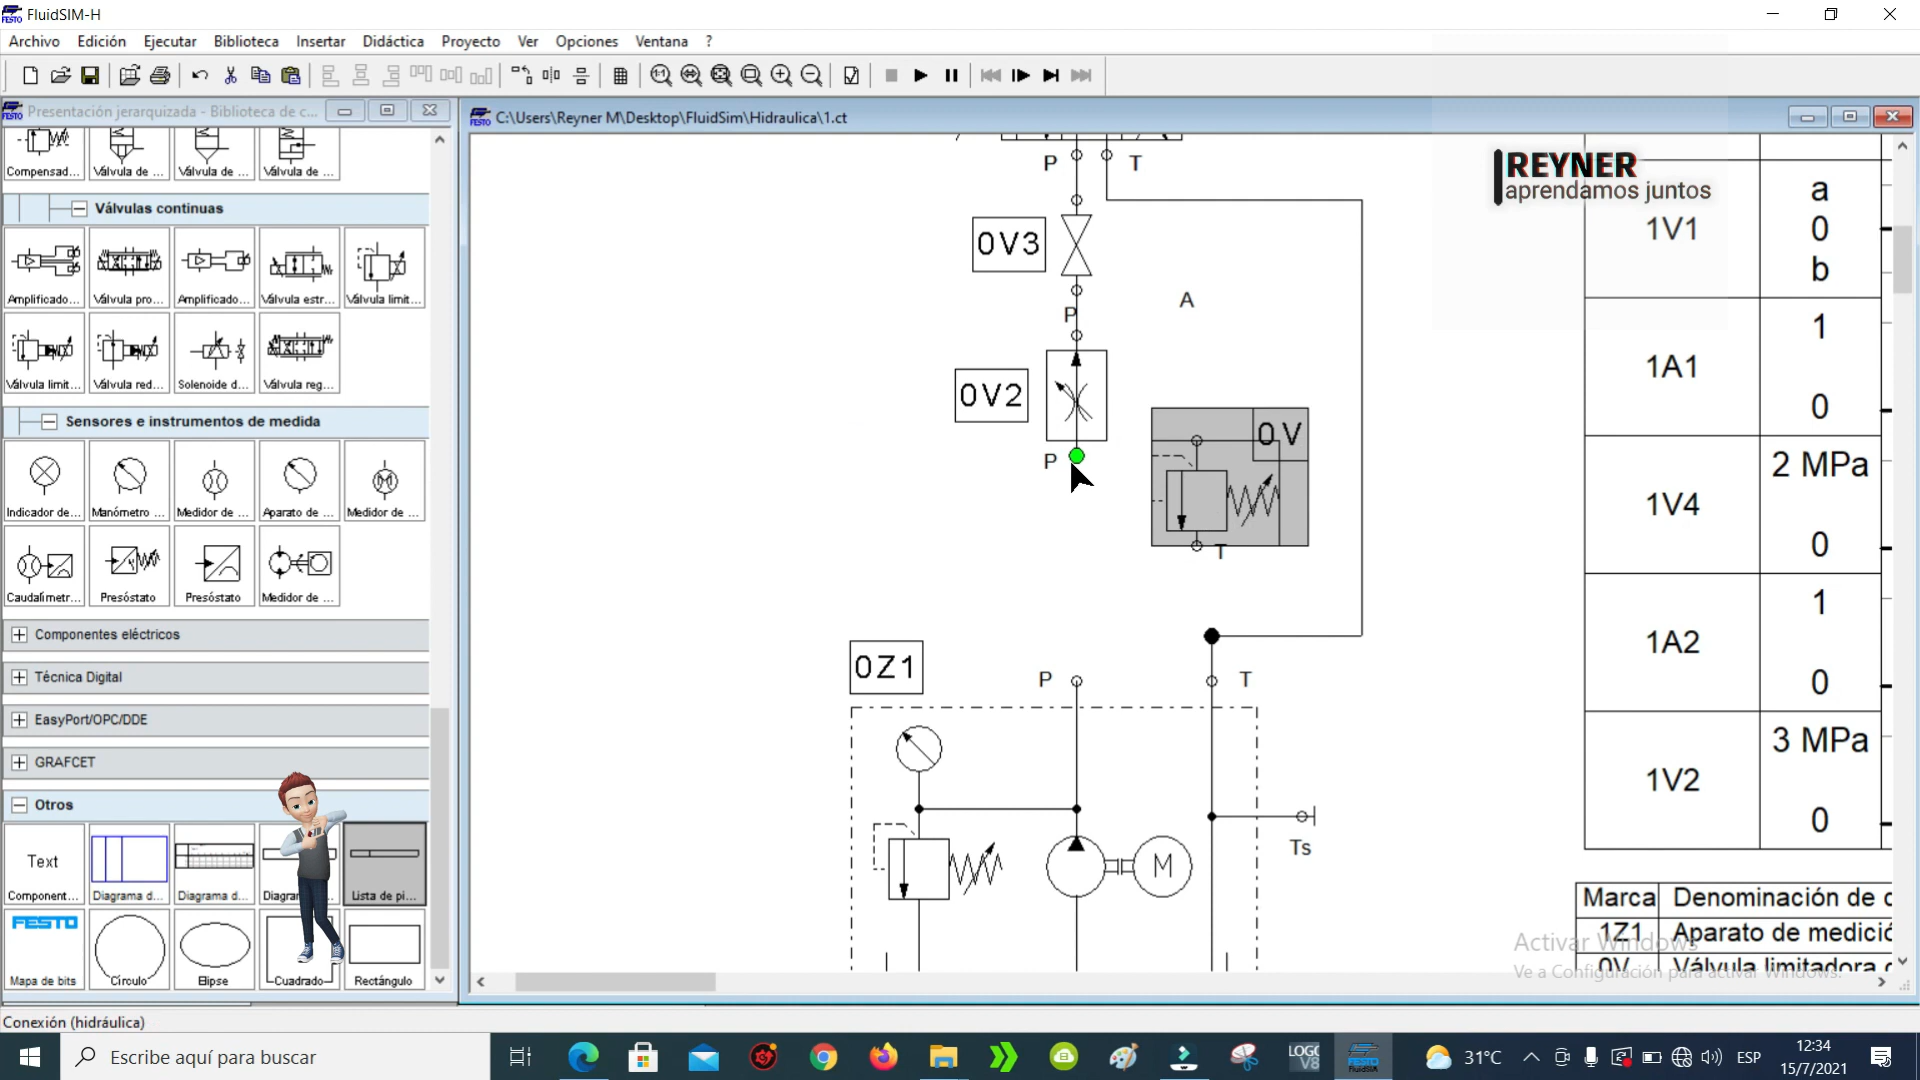 FluidSIM-H
Archivo Edición Ejecutar Biblioteca Insertar Didáctica Proyecto Ver Opciones Ventana ?
Presentación jerarquizada - Biblioteca de c...
C:\Users\Reyner M\Desktop\FluidSim\Hidraulica\1.ct
Compensad... Válvula de ... Válvula de ... Válvula de ...
Válvulas continuas
Amplificado... Válvula pro... Amplificado... Válvula estr... Válvula limit...
Válvula limit... Válvula red... Solenoide d... Válvula reg...
Sensores e instrumentos de medida
Indicador de... Manómetro ... Medidor de ... Aparato de ... Medidor de ...
Caudalimetr... Presóstato Presóstato Medidor de ...
Componentes eléctricos
Técnica Digital
EasyPort/OPC/DDE
GRAFCET
Otros
Text
Component... Diagrama d... Diagrama d... Lista de pi...
FESTO
Mapa de bits Círculo Elipse Cuadrado Rectángulo
P T
0V3
A
P
0V2
0V
P
T
0Z1
P T
M
Ts
REYNER
aprendamos juntos
1V1 a 0 b
1A1 1 0
1V4 2 MPa 0
1A2 1 0
1V2 3 MPa 0
Marca Denominación de c
1Z1 Aparato de medició
0V Válvula limitadora
Activar Windows
Ve a Configuración para activar Windows.
Conexión (hidráulica)
Escribe aquí para buscar
LOGO V8
FESTO FluidSIM
31°C
ESP
12:34
15/7/2021